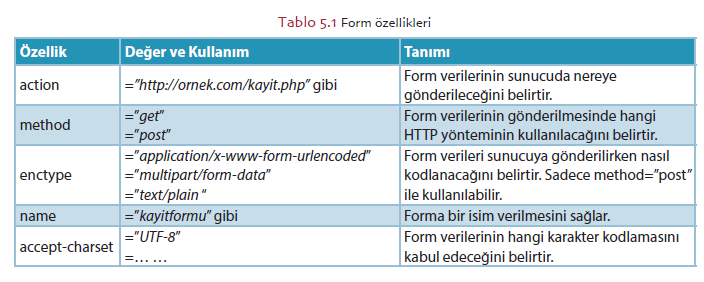 Tablo 5.1 Form özellikleri
Özellik Değer ve Kullanım Tanımı
action =”http://ornek.com/kayit.php” gibi Form verilerinin sunucuda nereye
gönderileceğini belirtir.
method =”get”
=”post”
Form verilerinin gönderilmesinde hangi
HTTP yönteminin kullanılacağını belirtir.
enctype =”application/x-www-form-urlencoded”
=”multipart/form-data”
=”text/plain “
Form verileri sunucuya gönderilirken nasıl
kodlanacağını belirtir. Sadece method=”post”
ile kullanılabilir.
name =”kayitformu” gibi Forma bir isim verilmesini sağlar.
accept-charset =”UTF-8”
=… …
Form verilerinin hangi karakter kodlamasını
kabul edeceğini belirtir.